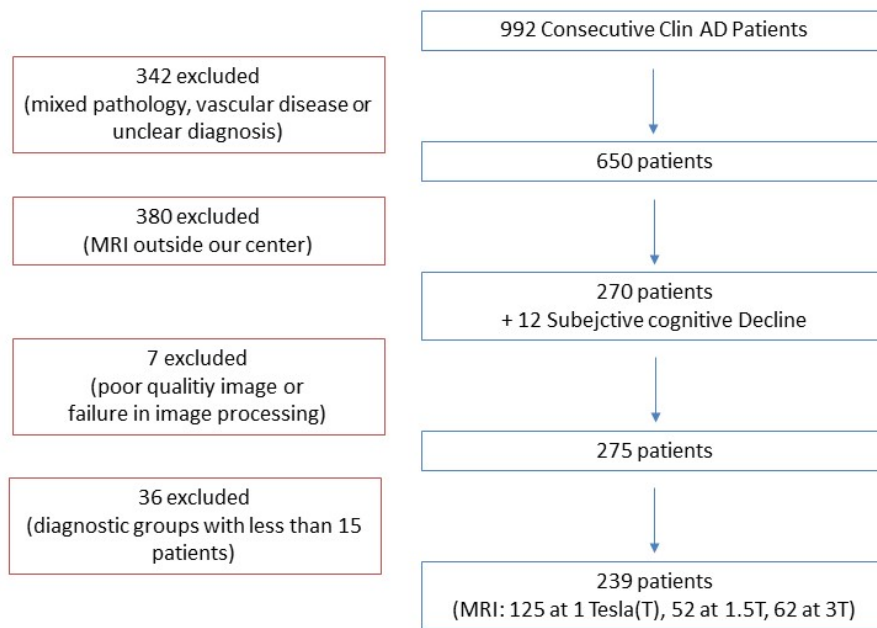 992 Consecutive Clin AD Patients
342 excluded
(mixed pathology, vascular disease or
unclear diagnosis)
650 patients
380 excluded
(MRI outside our center)
270 patients
+ 12 Subejctive cognitive Decline
7 excluded
(poor qualitiy image or
failure in image processing)
275 patients
36 excluded
(diagnostic groups with less than 15
patients)
239 patients
(MRI: 125 at 1 Tesla(T), 52 at 1.5T, 62 at 3T)